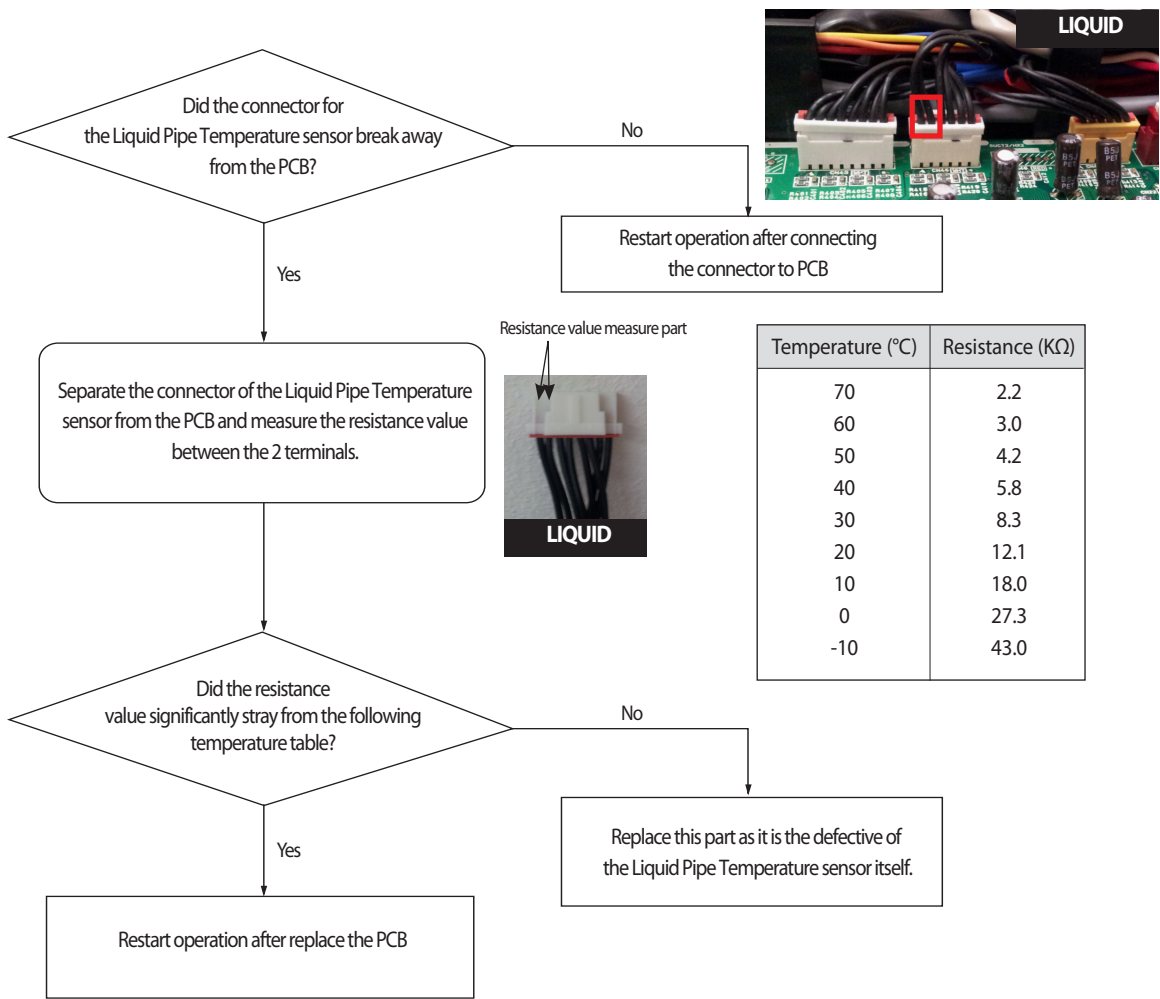 LIQUID
Did the connector for
the Liquid Pipe Temperature sensor break away
from the PCB?
No
Restart operation after connecting
the connector to PCB
Yes
Resistance value measure part
LIQUID
Separate the connector of the Liquid Pipe Temperature
sensor from the PCB and measure the resistance value
between the 2 terminals.
Temperature (°C) Resistance (KΩ)
70 2.2
60 3.0
50 4.2
40 5.8
30 8.3
20 12.1
10 18.0
0 27.3
-10 43.0
Did the resistance
value significantly stray from the following
temperature table?
No
Replace this part as it is the defective of
the Liquid Pipe Temperature sensor itself.
Yes
Restart operation after replace the PCB